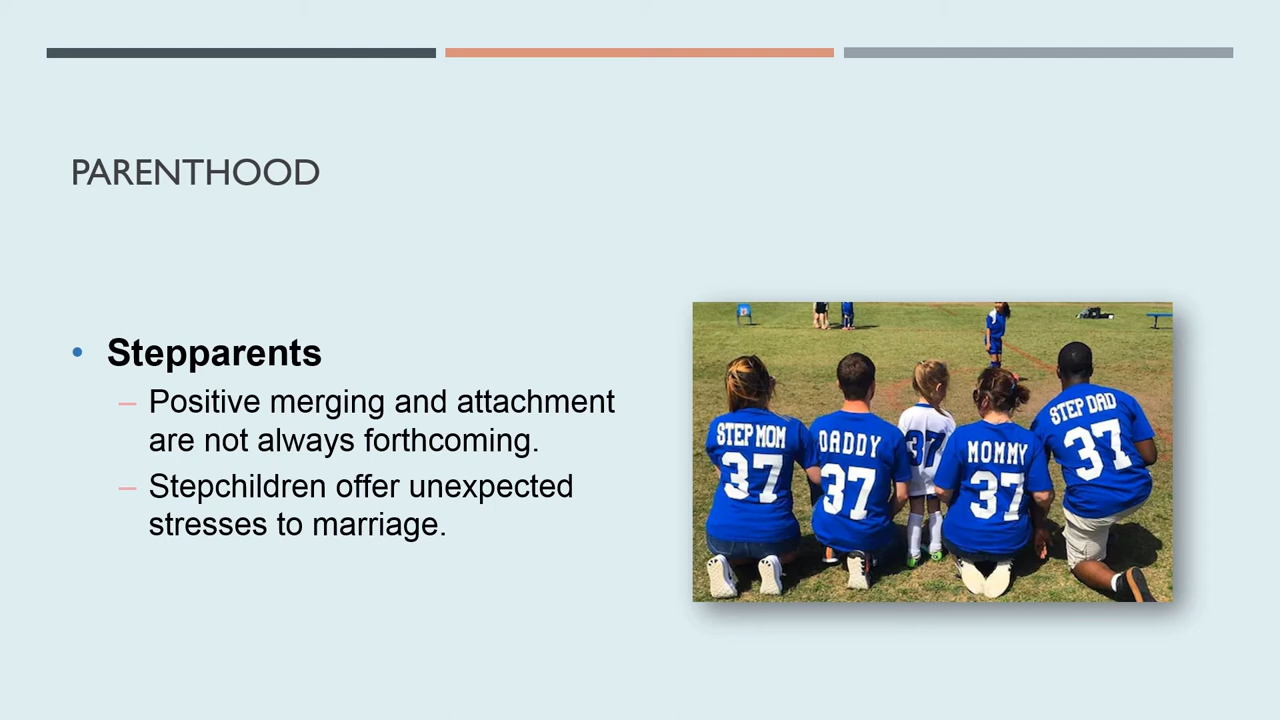 PARENTHOOD
• Stepparents
– Positive merging and attachment
are not always forthcoming.
– Stepchildren offer unexpected
stresses to marriage.
STEP MOM
37
DADDY
37
37
MOMMY
37
STEP DAD
37